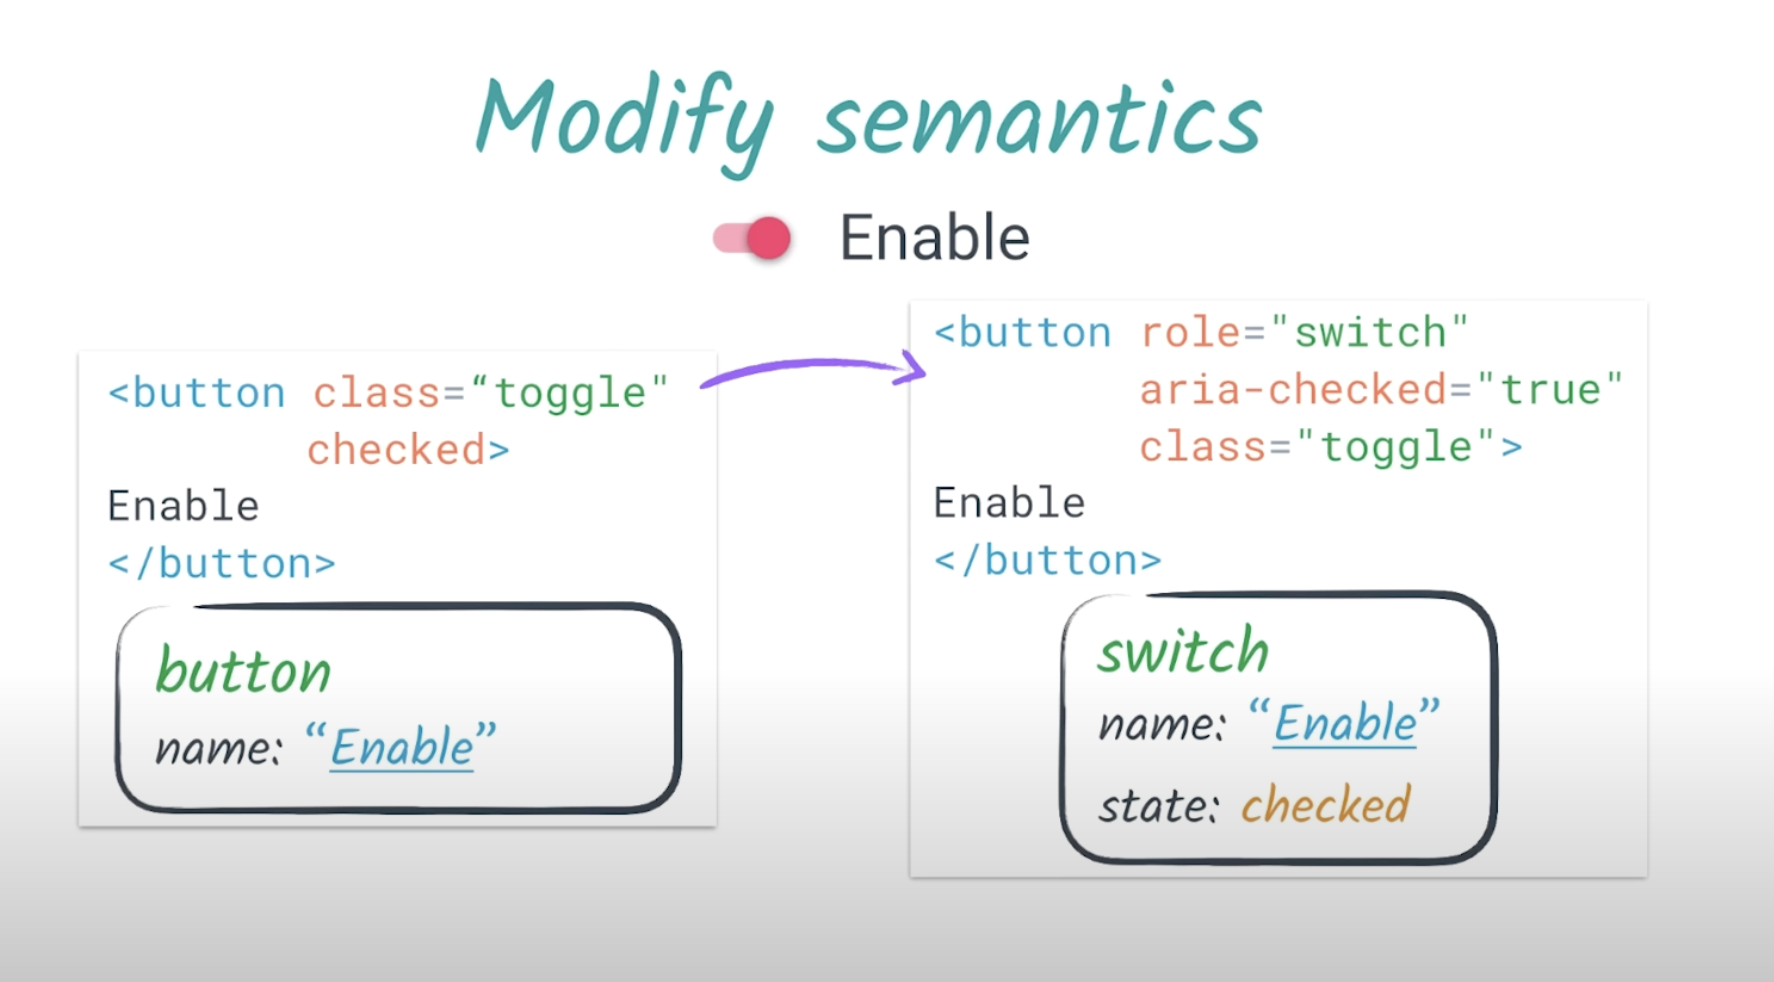 Modify semantics
Enable
<button class=“toggle"
checked>
Enable
</button>
button
name: “Enable”
<button role="switch"
aria-checked="true"
class="toggle">
Enable
</button>
switch
name: “Enable”
state: checked